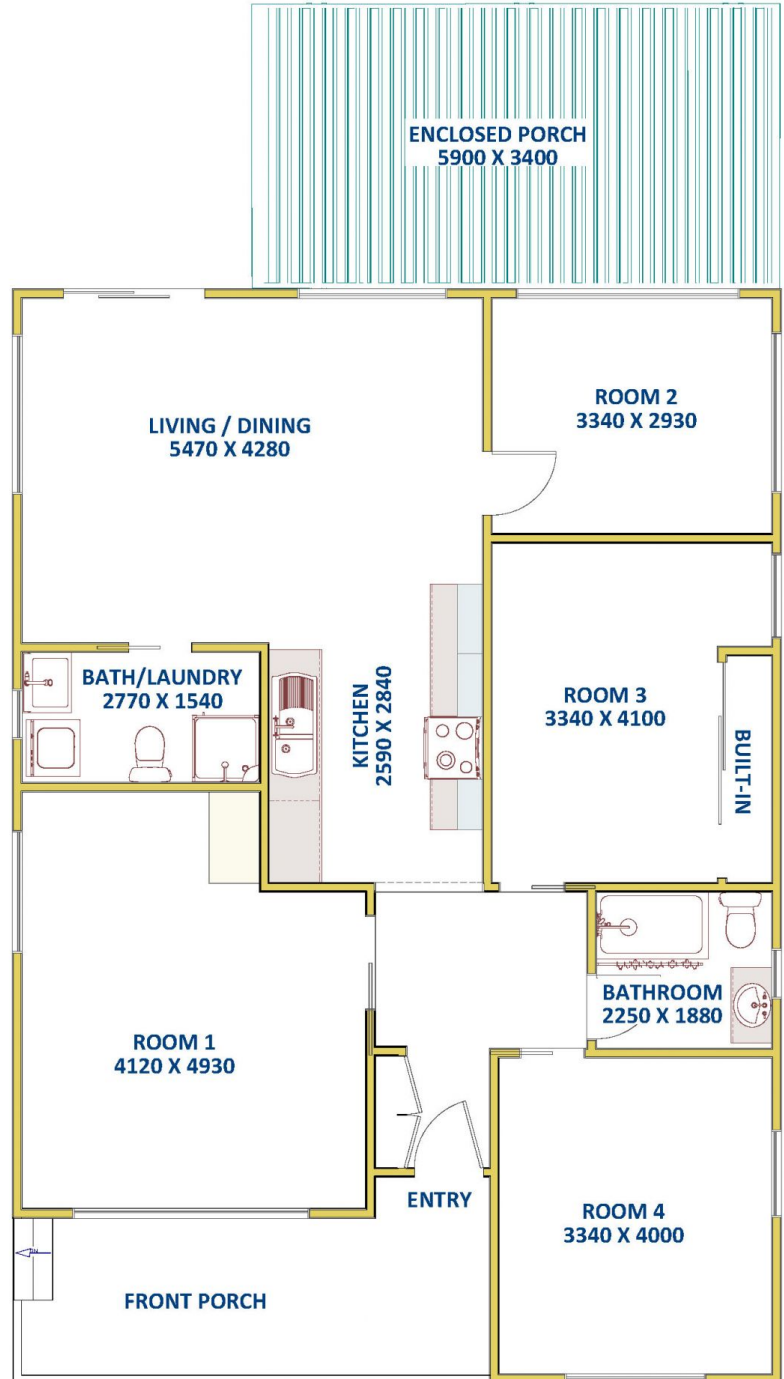 ENCLOSED PORCH
5900 X 3400
LIVING / DINING
5470 X 4280
ROOM 2
3340 X 2930
BATH/LAUNDRY
2770 X 1540
KITCHEN
2590 X 2840
ROOM 3
3340 X 4100
BUILT-IN
BATHROOM
2250 X 1880
ROOM 1
4120 X 4930
ENTRY
ROOM 4
3340 X 4000
FRONT PORCH